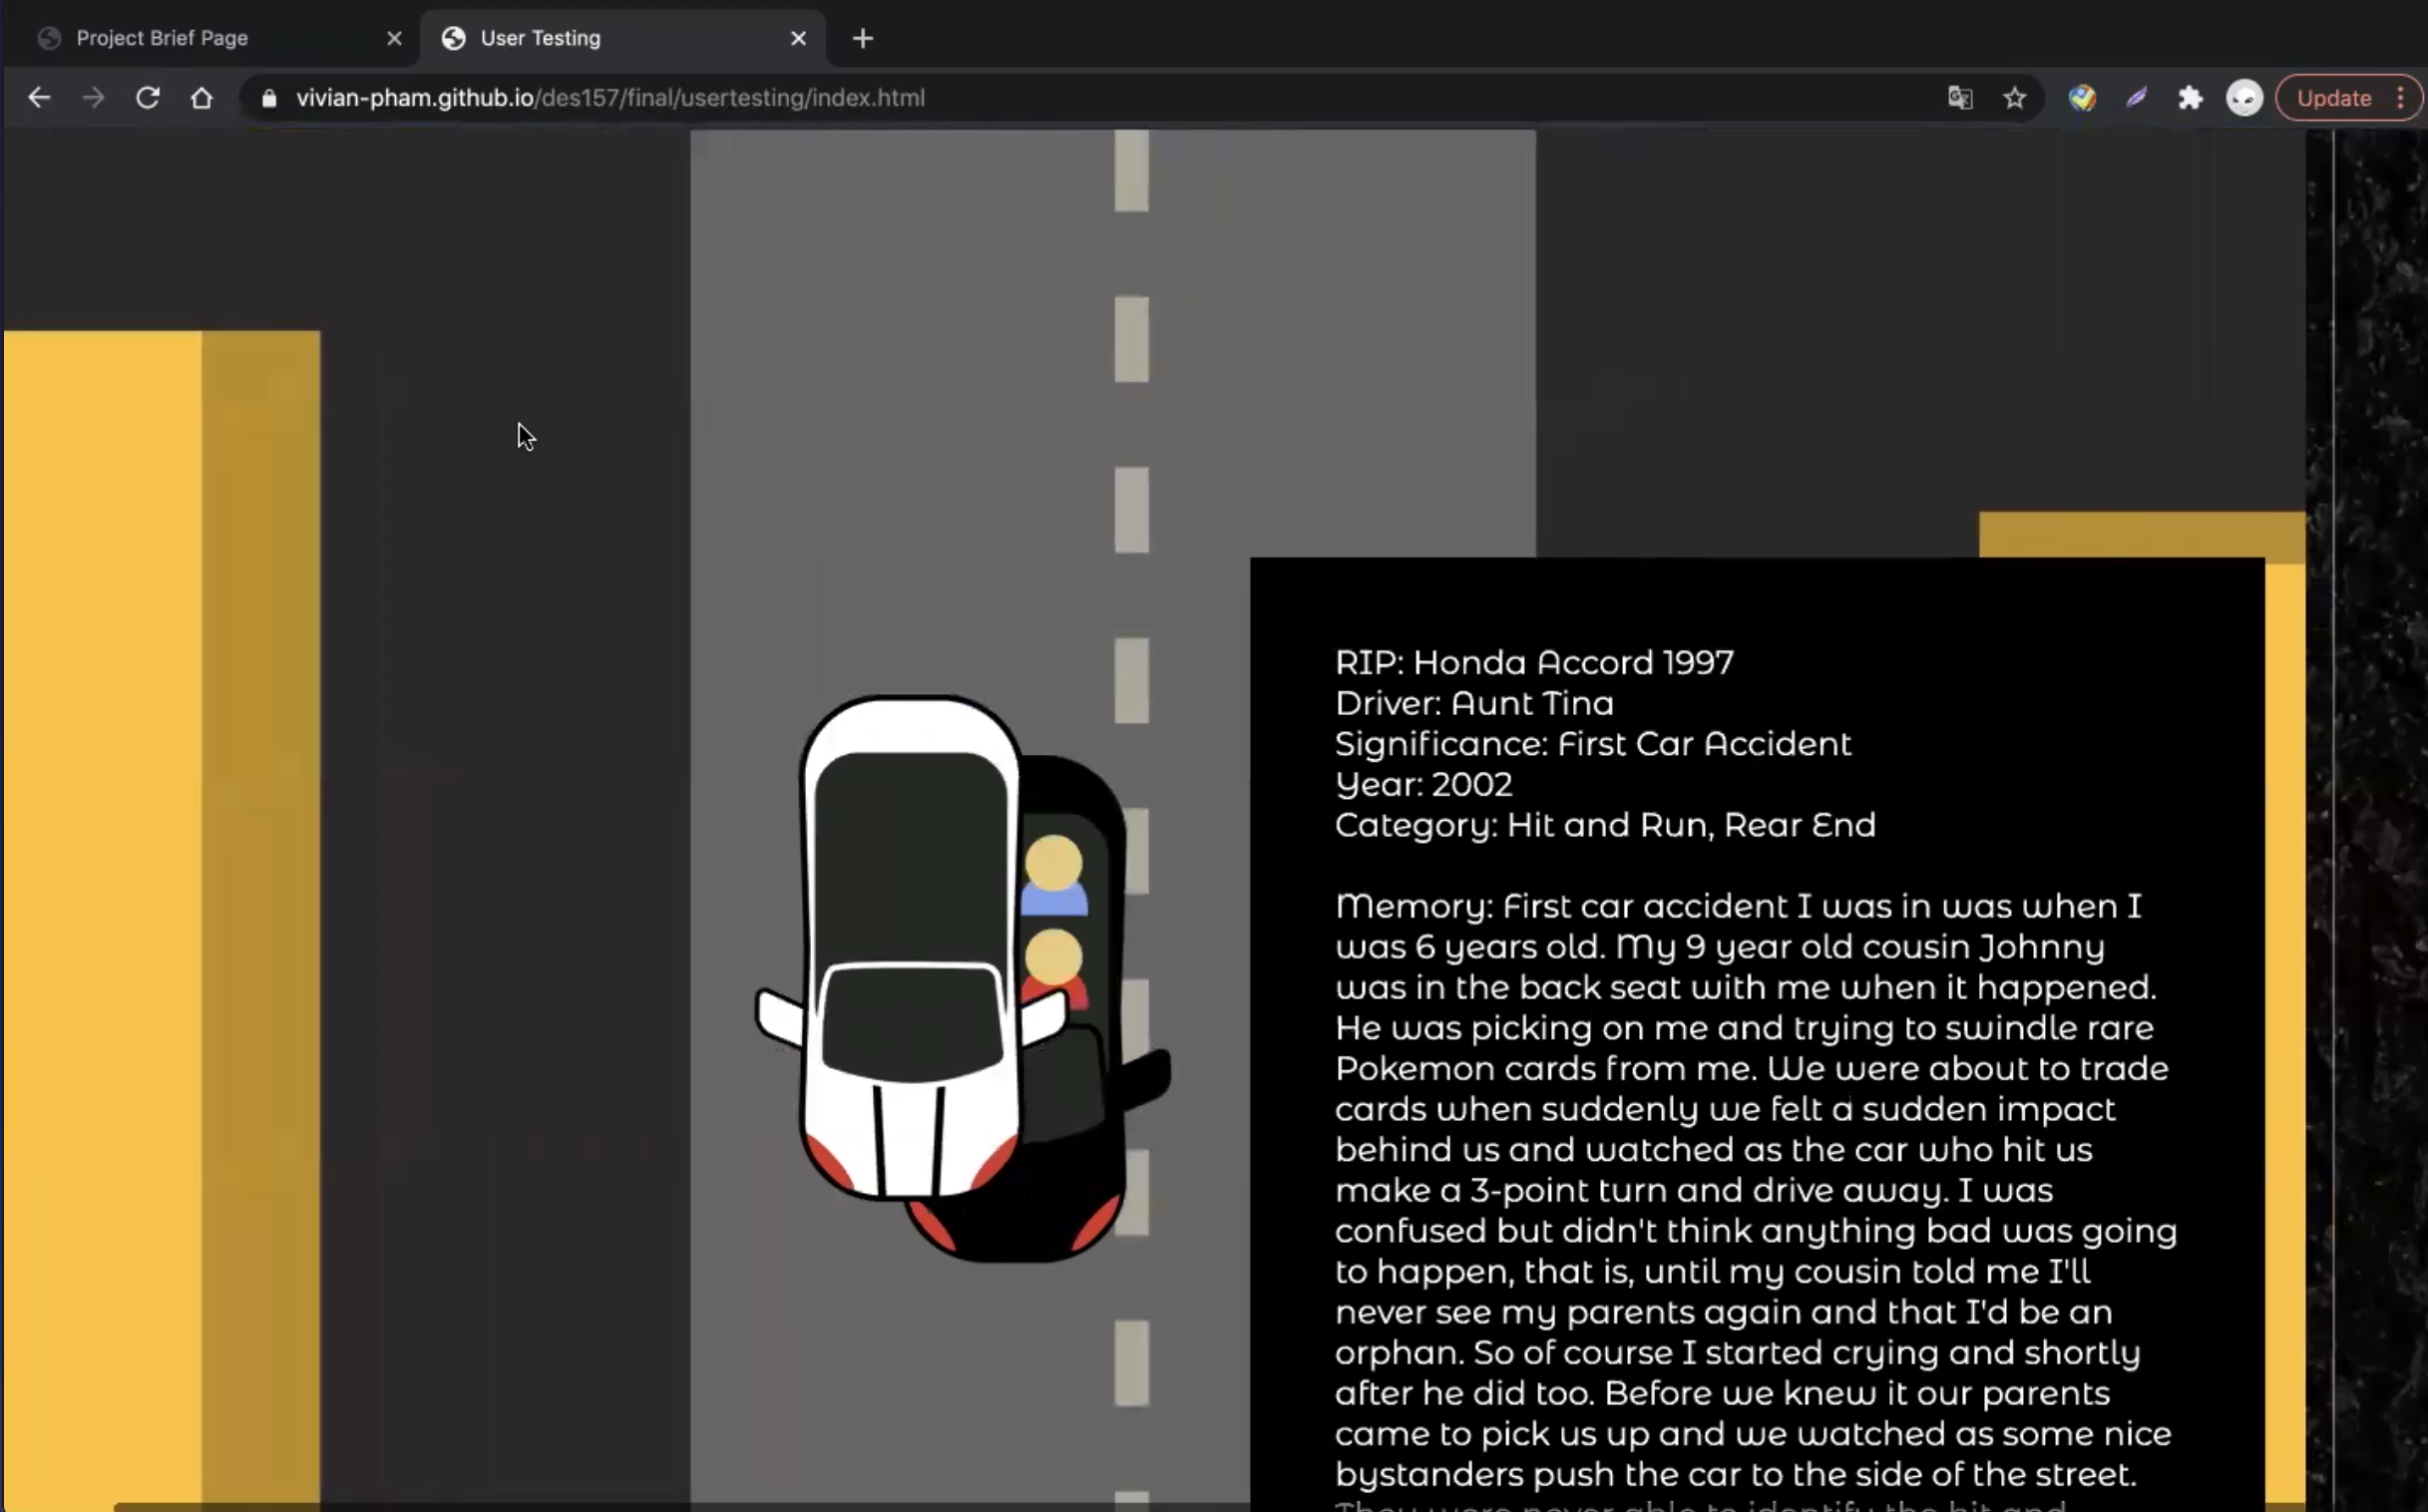 Project Brief Page
User Testing
vivian-pham.github.io/des157/final/usertesting/index.html
Update
RIP: Honda Accord 1997
Driver: Aunt Tina
Significance: First Car Accident
Year: 2002
Category: Hit and Run, Rear End
Memory: First car accident I was in was when I
was 6 years old. My 9 year old cousin Johnny
was in the back seat with me when it happened.
He was picking on me and trying to swindle rare
Pokemon cards from me. We were about to trade
cards when suddenly we felt a sudden impact
behind us and watched as the car who hit us
make a 3-point turn and drive away. I was
confused but didn't think anything bad was going
to happen, that is, until my cousin told me I'll
never see my parents again and that I'd be an
orphan. So of course I started crying and shortly
after he did too. Before we knew it our parents
came to pick us up and we watched as some nice
bystanders push the car to the side of the street.
They were never able to identify the hit and